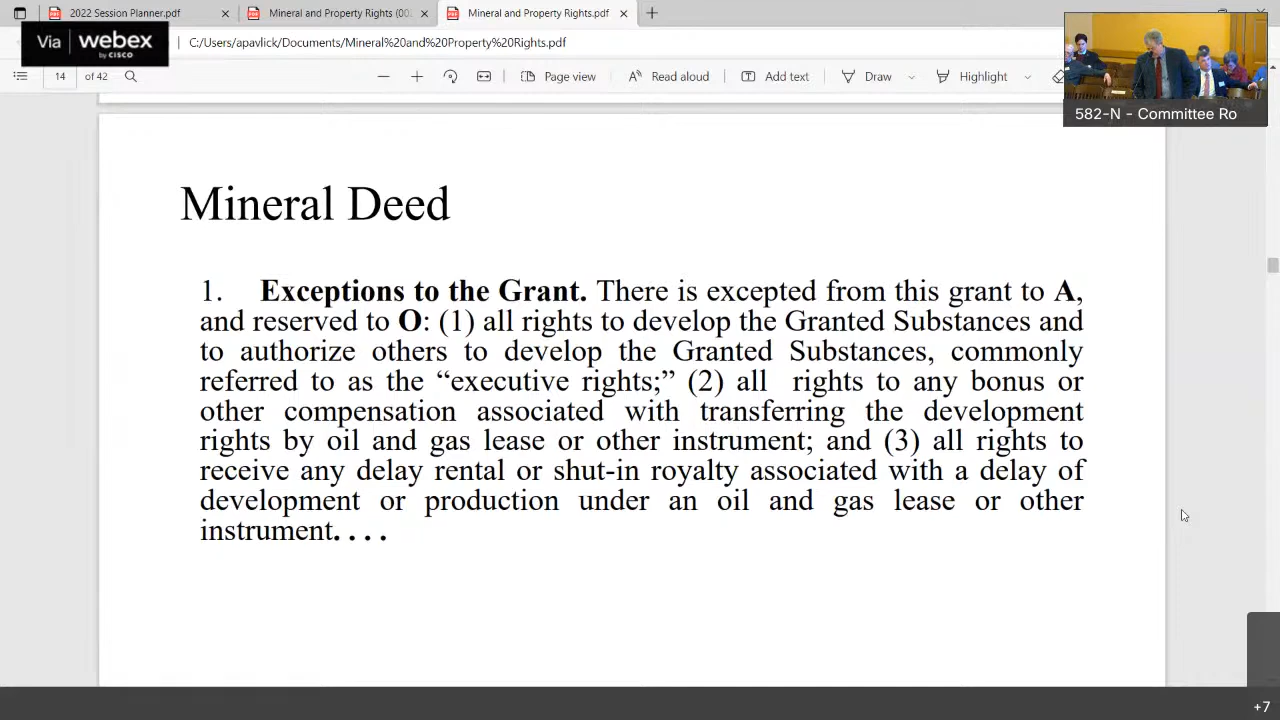 2022 Session Planner.pdf
Mineral and Property Rights (00.
Mineral and Property Rights.pdf
Via webex
by CISCO
C:/Users/apavlick/Documents/Mineral%20and%20Property%20Rights.pdf
14 of 42
Page view
Read aloud
Add text
Draw
Highlight
582-N - Committee Ro
Mineral Deed
1. Exceptions to the Grant. There is excepted from this grant to A,
and reserved to O: (1) all rights to develop the Granted Substances and
to authorize others to develop the Granted Substances, commonly
referred to as the “executive rights;” (2) all rights to any bonus or
other compensation associated with transferring the development
rights by oil and gas lease or other instrument; and (3) all rights to
receive any delay rental or shut-in royalty associated with a delay of
development or production under an oil and gas lease or other
instrument. . . .
+7